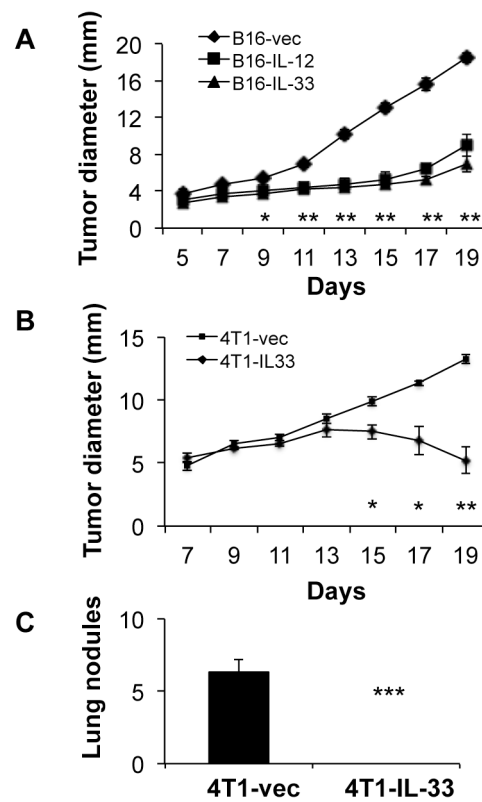 A
Tumor diameter (mm)
20
16
12
8
4
0
B16-vec
B16-IL-12
B16-IL-33
* ** ** ** ** **
5 7 9 11 13 15 17 19
Days
B
Tumor diameter (mm)
15
10
5
0
4T1-vec
4T1-IL33
* * **
7 9 11 13 15 17 19
Days
C
Lung nodules
10
5
0
***
4T1-vec 4T1-IL-33